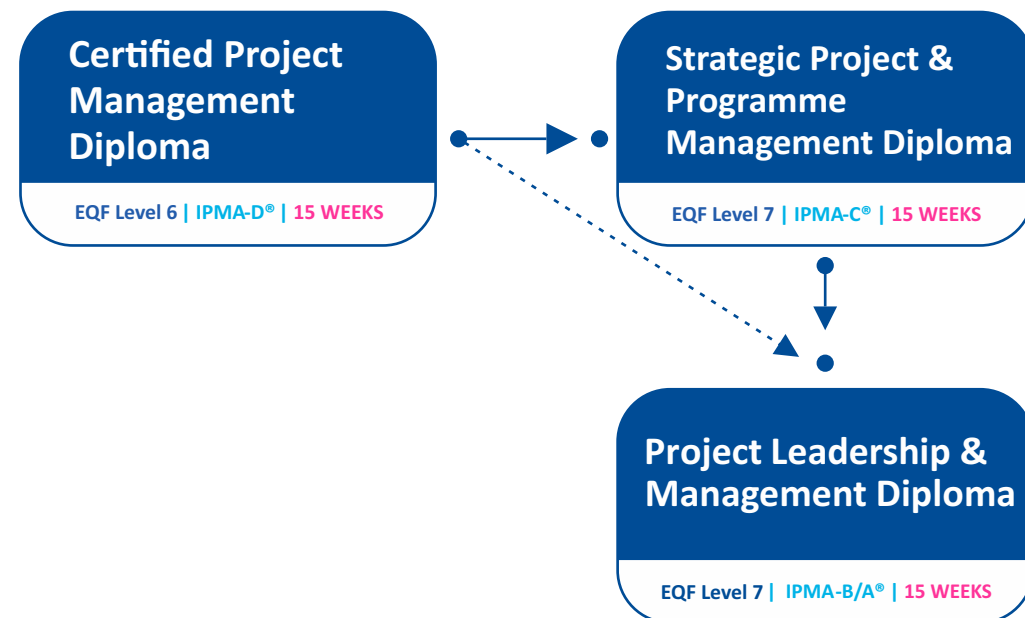 Certified Project
Management
Diploma
EQF Level 6 | IPMA-D® | 15 WEEKS
Strategic Project &
Programme
Management Diploma
EQF Level 7 | IPMA-C® | 15 WEEKS
Project Leadership &
Management Diploma
EQF Level 7 | IPMA-B/A® | 15 WEEKS